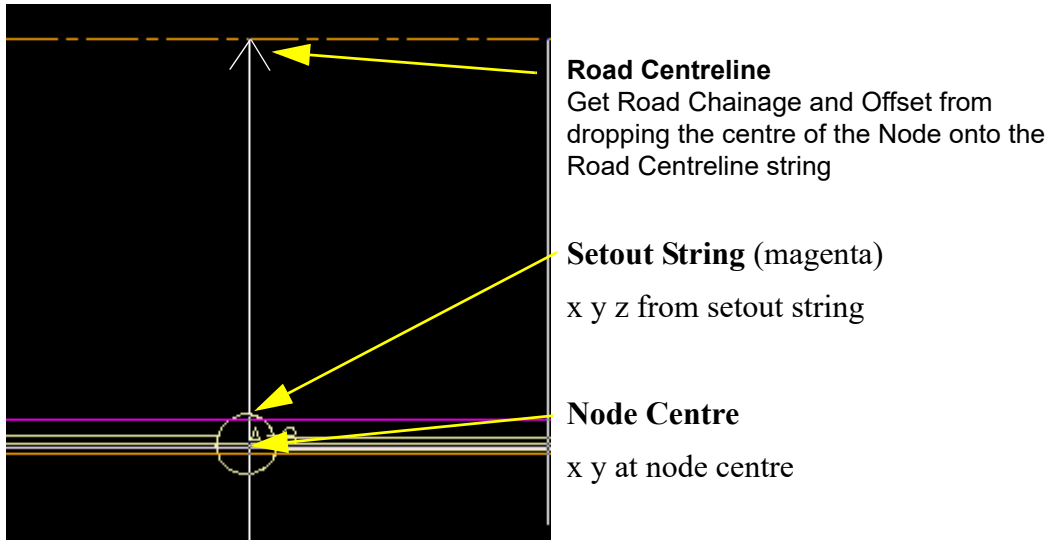 Road Centreline
Get Road Chainage and Offset from
dropping the centre of the Node onto the
Road Centreline string
Setout String (magenta)
x y z from setout string
Node Centre
x y at node centre